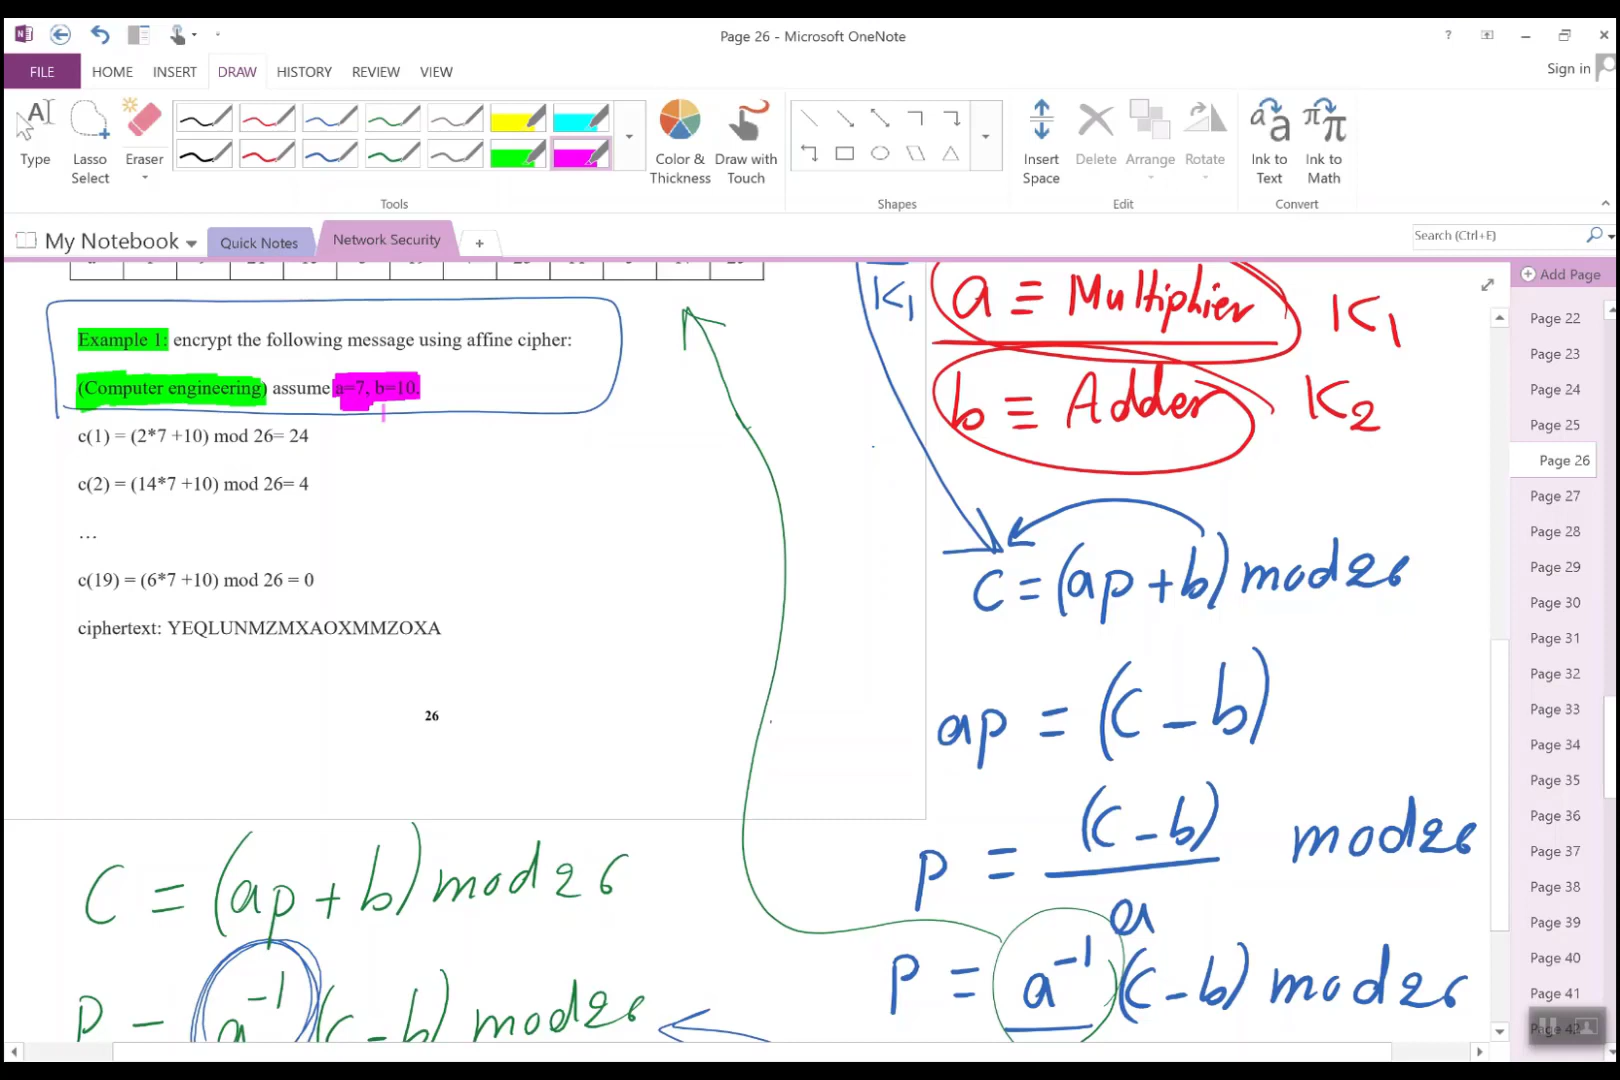 Page 26 - Microsoft OneNote
?
Sign in
FILE HOME INSERT DRAW HISTORY REVIEW VIEW
Type
Lasso Select
Eraser
Color & Thickness
Draw with Touch
Insert Space
Delete
Arrange
Rotate
Ink to Text
Ink to Math
Tools
Shapes
Edit
Convert
My Notebook
Quick Notes
Network Security
+
Search (Ctrl+E)
Add Page
Page 22
Page 23
Page 24
Page 25
Page 26
Page 27
Page 28
Page 29
Page 30
Page 31
Page 32
Page 33
Page 34
Page 35
Page 36
Page 37
Page 38
Page 39
Page 40
Page 41
Page 42
Example 1: encrypt the following message using affine cipher:
(Computer engineering) assume a=7, b=10.
c(1) = (2*7 +10) mod 26= 24
c(2) = (14*7 +10) mod 26= 4
…
c(19) = (6*7 +10) mod 26 = 0
ciphertext: YEQLUNMZMXAOXMMZOXA
26
K1
a ≡ Multiplier K1
b ≡ Adder K2
C = (ap + b) mod 26
ap = (C - b)
P = (C - b) / a mod 26
P = a⁻¹ (C - b) mod 26
C = (ap + b) mod 26
P = a⁻¹ (C - b) mod 26